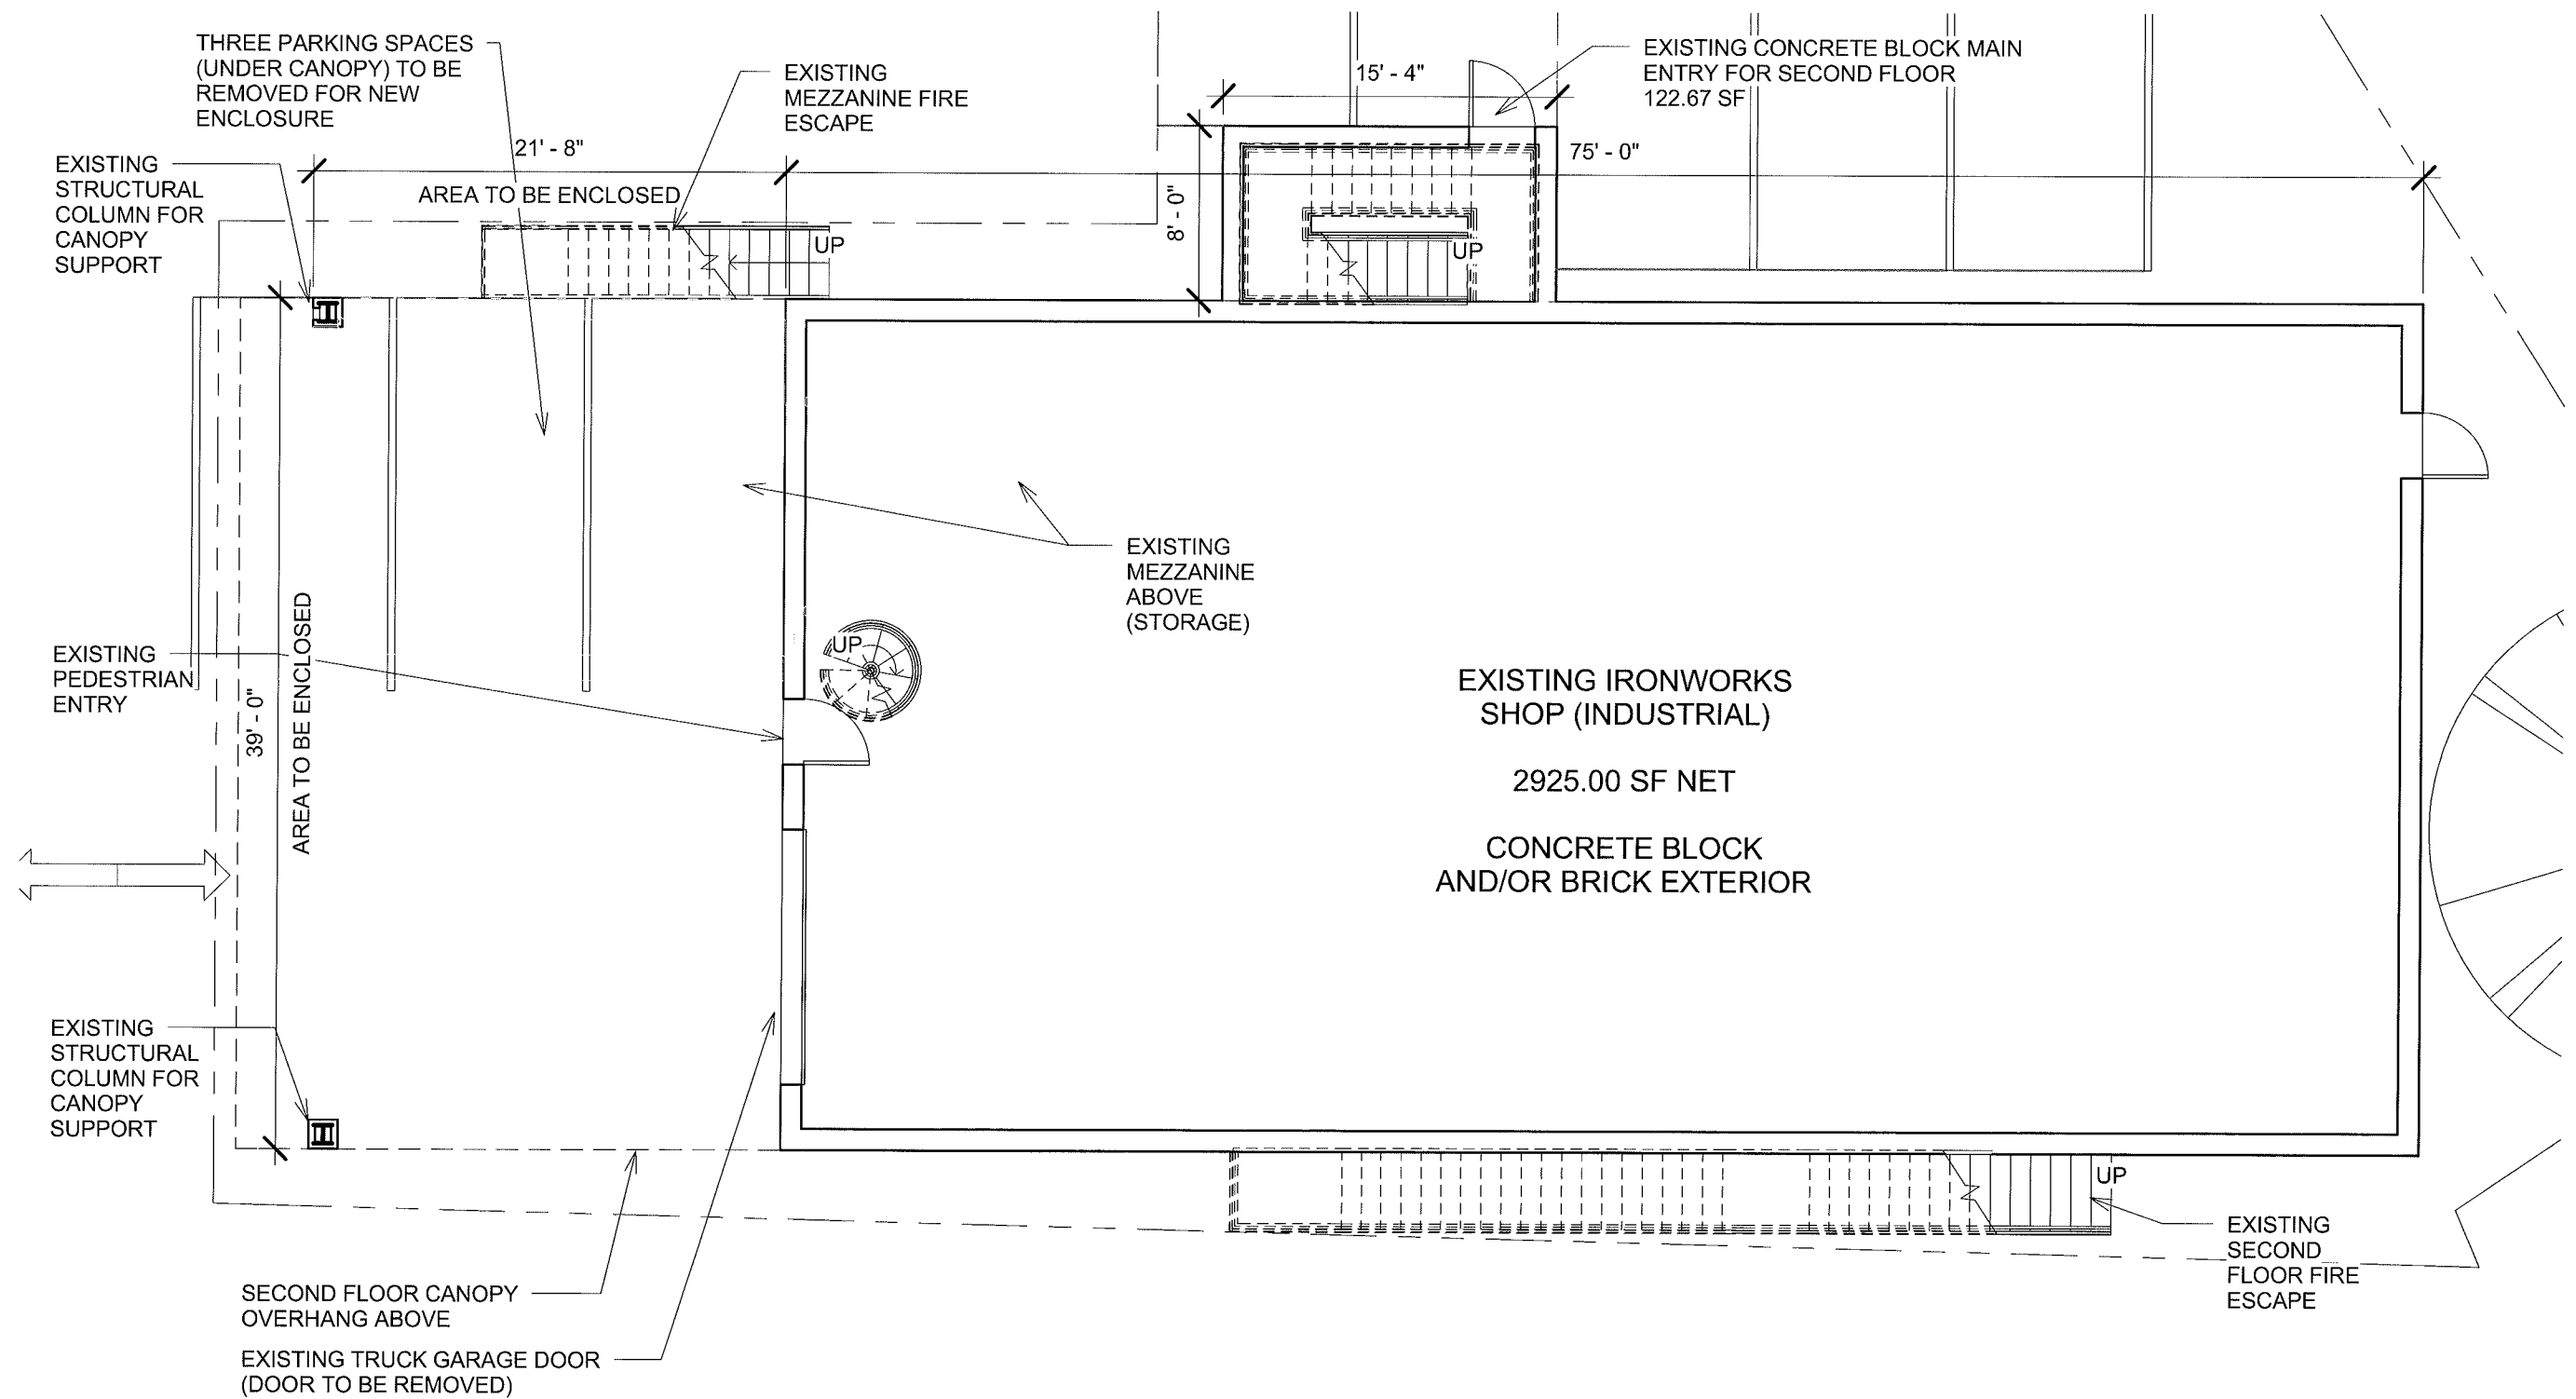 THREE PARKING SPACES
(UNDER CANOPY) TO BE
REMOVED FOR NEW
ENCLOSURE
EXISTING
MEZZANINE FIRE
ESCAPE
15' - 4"
EXISTING CONCRETE BLOCK MAIN
ENTRY FOR SECOND FLOOR
122.67 SF
EXISTING
STRUCTURAL
COLUMN FOR
CANOPY
SUPPORT
21' - 8"
75' - 0"
AREA TO BE ENCLOSED
8' - 0"
UP
UP
EXISTING
MEZZANINE
ABOVE
(STORAGE)
UP
EXISTING
PEDESTRIAN
ENTRY
39' - 0"
AREA TO BE ENCLOSED
EXISTING IRONWORKS
SHOP (INDUSTRIAL)
2925.00 SF NET
CONCRETE BLOCK
AND/OR BRICK EXTERIOR
EXISTING
STRUCTURAL
COLUMN FOR
CANOPY
SUPPORT
UP
EXISTING
SECOND
FLOOR FIRE
ESCAPE
SECOND FLOOR CANOPY
OVERHANG ABOVE
EXISTING TRUCK GARAGE DOOR
(DOOR TO BE REMOVED)